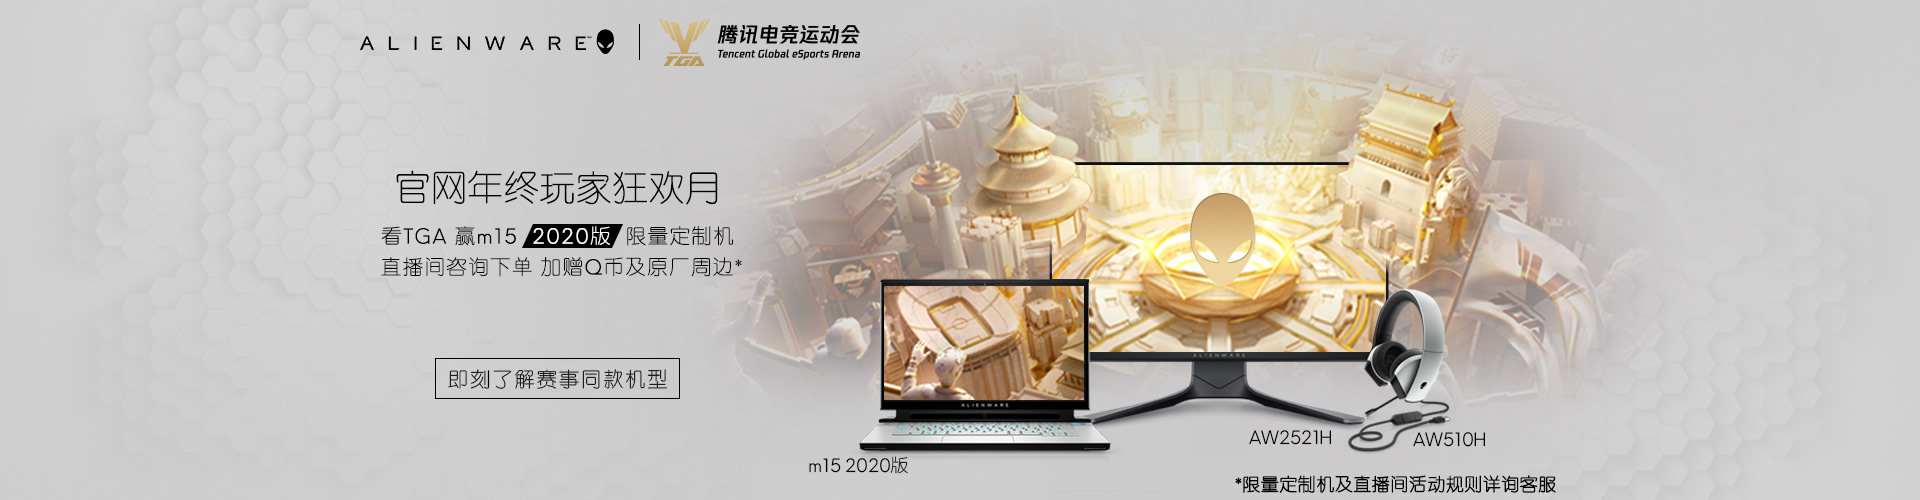 ALIENWARE
TGA
腾讯电竞运动会
Tencent Global eSports Arena
官网年终玩家狂欢月
看TGA 赢m15 2020版 限量定制机
直播间咨询下单 加赠Q币及原厂周边*
即刻了解赛事同款机型
ALIENWARE
ALIENWARE
m15 2020版
AW2521H
AW510H
*限量定制机及直播间活动规则详询客服